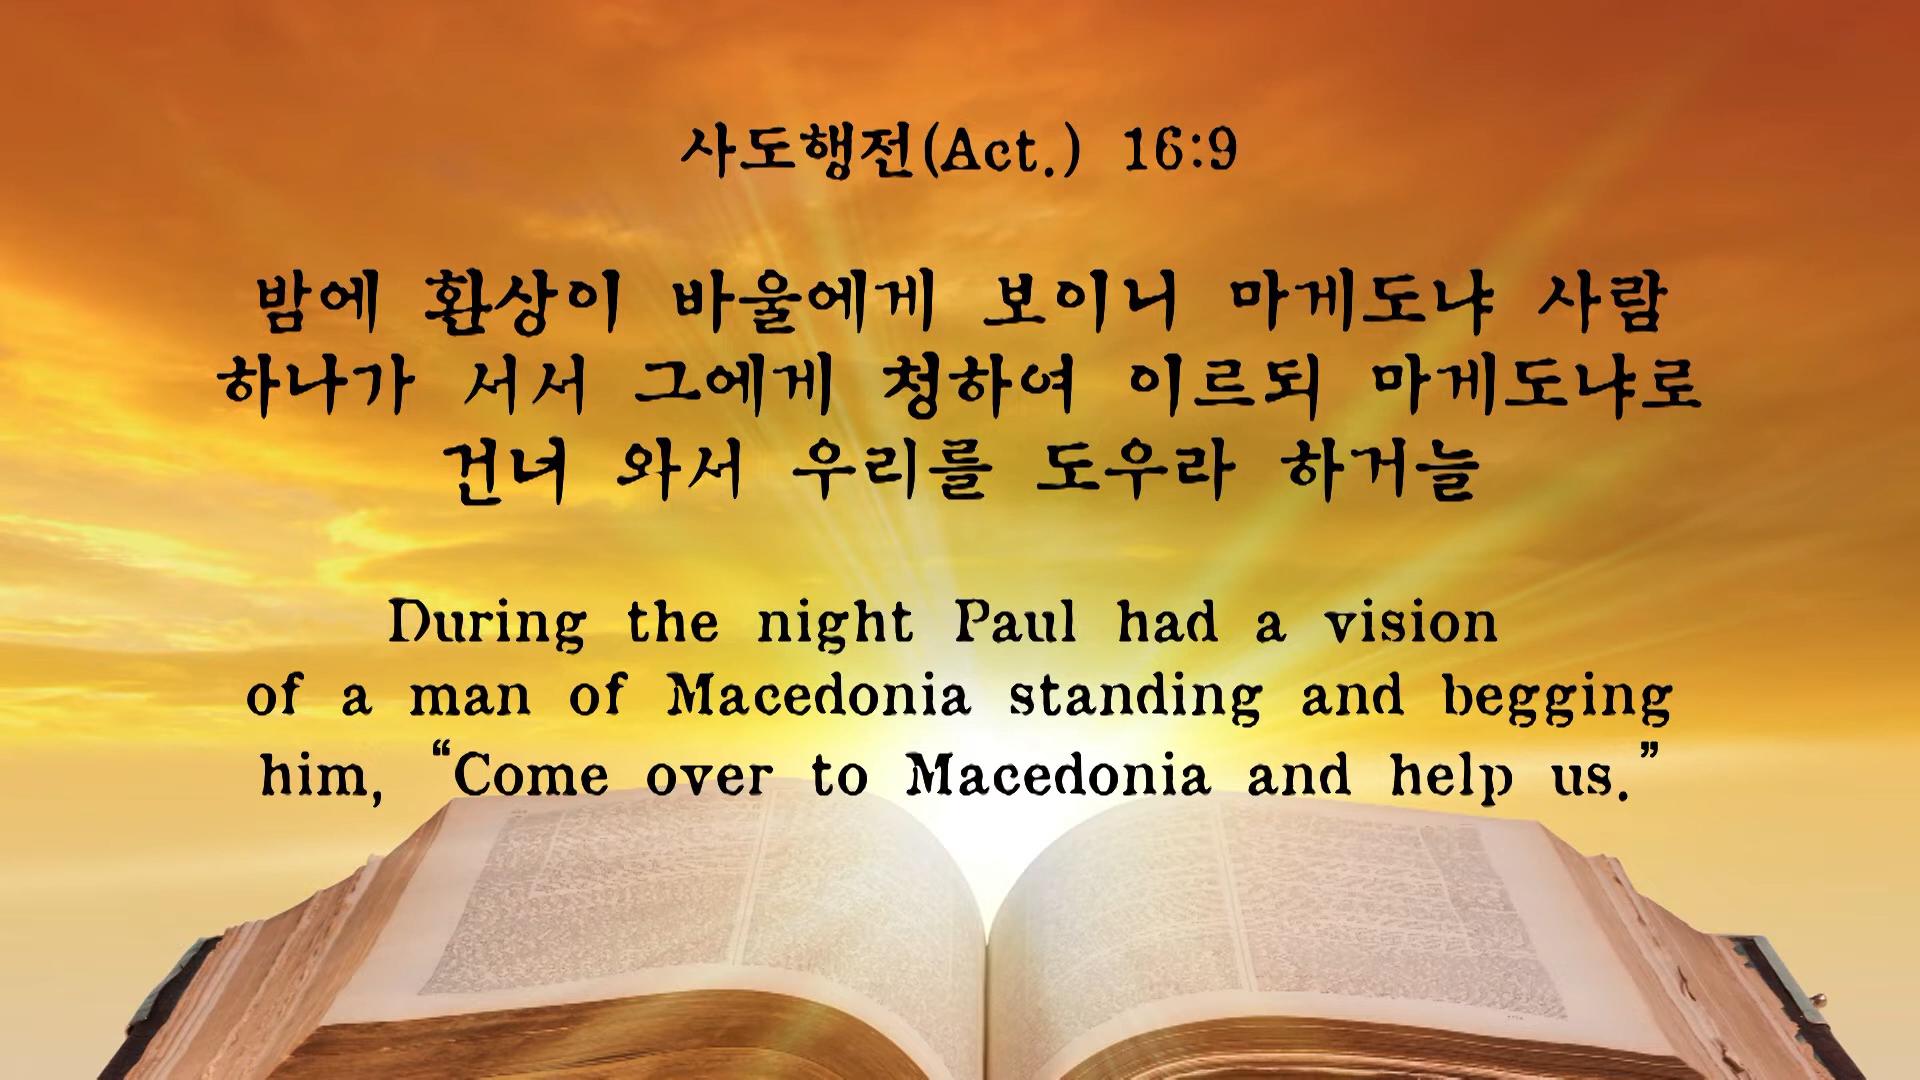 사도행전(Act.) 16:9
밤에 환상이 바울에게 보이니 마게도냐 사람
하나가 서서 그에게 청하여 이르되 마게도냐로
건녀 와서 우리를 도우라 하거늘
During the night Paul had a vision
of a man of Macedonia standing and begging
him, “Come over to Macedonia and help us.”